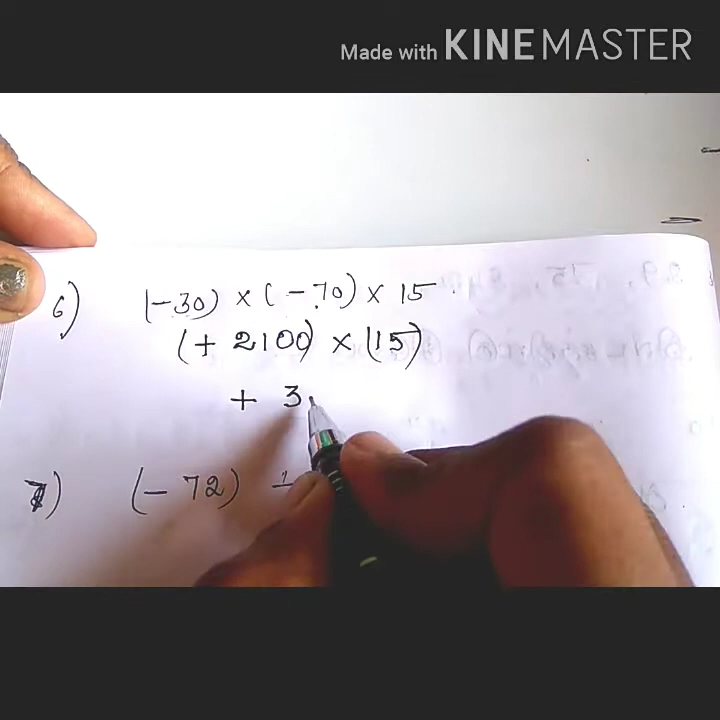 Made with KINEMASTER
6) (-30) × (-70) × 15
(+ 2100) × (15)
+ 3
7) (- 72)